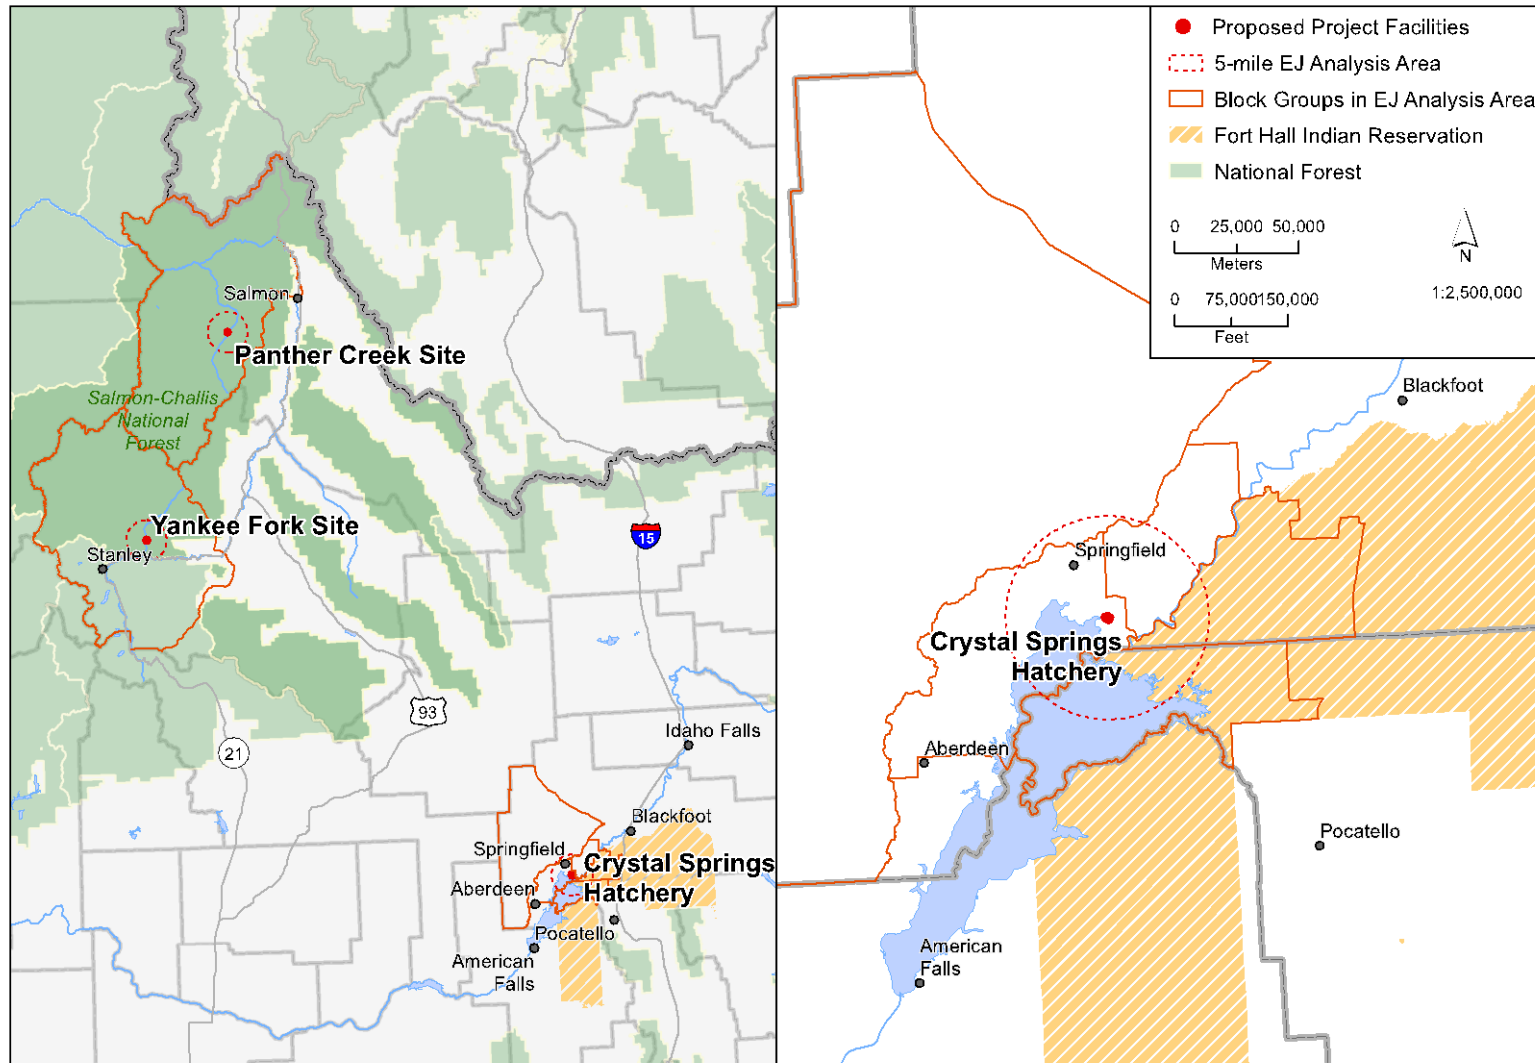 Salmon
Panther Creek Site
Salmon-Challis
National
Forest
Yankee Fork Site
Stanley
15
93
21
Idaho Falls
Blackfoot
Springfield
Crystal Springs
Hatchery
Aberdeen
Pocatello
American
Falls
Proposed Project Facilities
5-mile EJ Analysis Area
Block Groups in EJ Analysis Area
Fort Hall Indian Reservation
National Forest
0 25,000 50,000
Meters
N
0 75,000150,000
1:2,500,000
Feet
Blackfoot
Springfield
Crystal Springs
Hatchery
Aberdeen
Pocatello
American
Falls